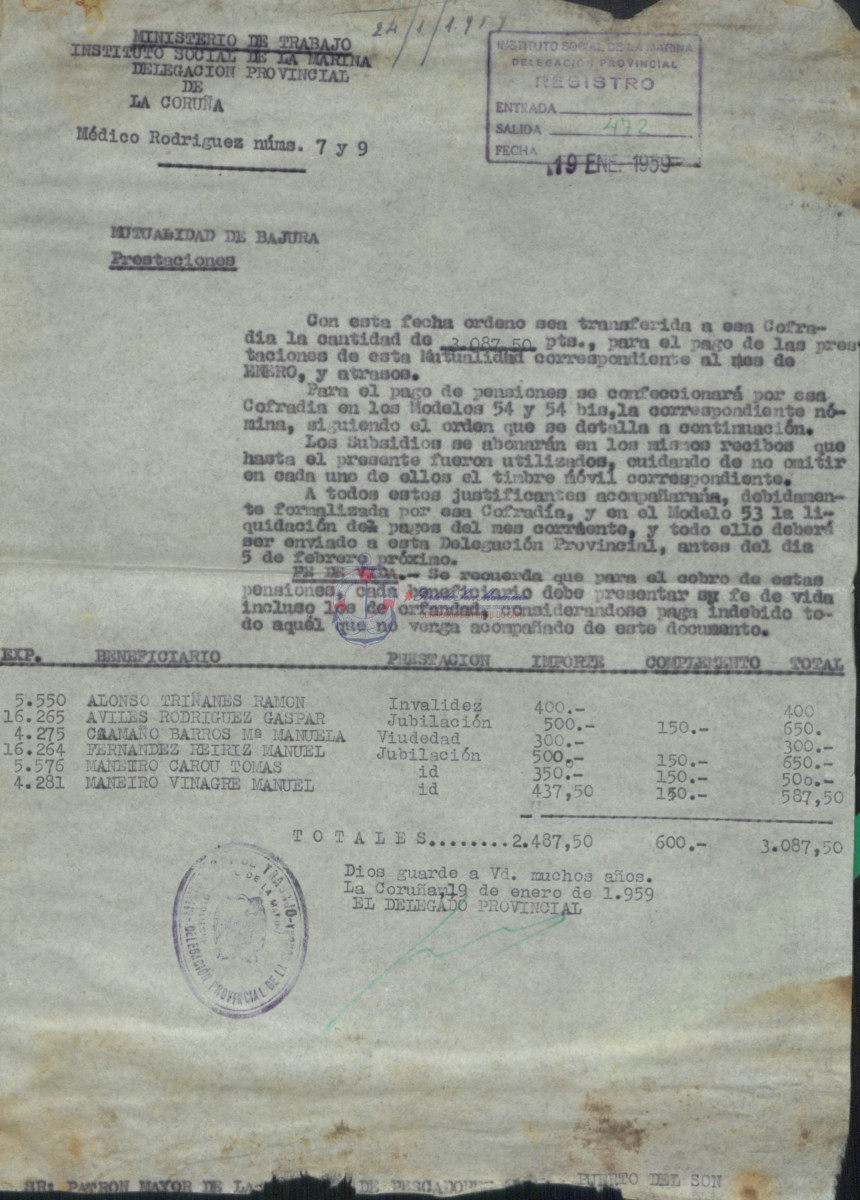 24/1/1959
MINISTERIO DE TRABAJO
INSTITUTO SOCIAL DE LA MARINA
DELEGACION PROVINCIAL
DE
LA CORUÑA
Médico Rodriguez núms. 7 y 9
INSTITUTO SOCIAL DE LA MARINA
DELEGACION PROVINCIAL
REGISTRO
ENTRADA
SALIDA 472
FECHA 19 ENE. 1959
MUTUALIDAD DE BAJURA
Prestaciones
Con esta fecha ordeno sea transferida a esa Cofra-
dia la cantidad de 3.087,50 pts., para el pago de las pres
taciones de esta Mutualidad correspondiente al mes de
ENERO, y atrasos.
Para el pago de pensiones se confeccionará por esa
Cofradia en los Modelos 54 y 54 bis,la correspondiente nó-
mina, siguiendo el orden que se detalla a continuación.
Los Subsidios se abonarán en los mismos recibos que
hasta el presente fueron utilizados, cuidando de no omitir
en cada uno de ellos el timbre móvil correspondiente.
A todos estos justificantes acompañaraña, debidamen-
te formalizada por esa Cofradía, y en el Modelo 53 la li-
quidación del pagos del mes corriente, y todo ello deberá
ser enviado a esta Delegación Provincial, antes del dia
5 de febrero próximo.
FE DE VIDA.- Se recuerda que para el cobro de estas
pensiones, cada beneficiario debe presentar su fe de vida
incluso los de orfandad, considerandose paga indebido to-
do aquél que no venga acompañado de este documento.
EXP. BENEFICIARIO PRESTACION IMPORTE COMPLEMENTO TOTAL
5.550 ALONSO TRIÑANES RAMON Invalidez 400.- 400
16.265 AVILES RODRIGUEZ GASPAR Jubilación 500.- 150.- 650.
4.275 CAAMAÑO BARROS Mª MANUELA Viudedad 300.- 300.-
16.264 FERNANDEZ REIRIZ MANUEL Jubilación 500.- 150.- 650.-
5.576 MANEIRO CAROU TOMAS id 350.- 150.- 500.-
4.281 MANEIRO VINAGRE MANUEL id 437,50 150.- 587,50
T O T A L E S........2.487,50 600.- 3.087,50
Dios guarde a Vd. muchos años.
La Coruña, 19 de enero de 1.959
EL DELEGADO PROVINCIAL
DELEGACIÓN PROVINCIAL DE LA
SR: PATRON MAYOR DE LA DE PESCADORES PUERTO DEL SON